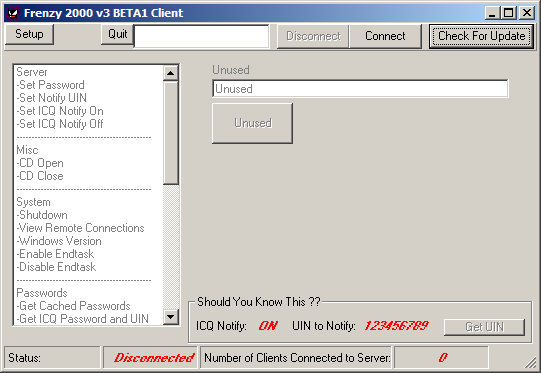 Frenzy 2000 v3 BETA1 Client
Setup Quit Disconnect Connect Check For Update
Server
-Set Password
-Set Notify UIN
-Set ICQ Notify On
-Set ICQ Notify Off
----------------------------------------
Misc
-CD Open
-CD Close
----------------------------------------
System
-Shutdown
-View Remote Connections
-Windows Version
-Enable Endtask
-Disable Endtask
----------------------------------------
Passwords
-Get Cached Passwords
-Get ICQ Password and UIN
Unused
Unused
Unused
Should You Know This ??
ICQ Notify: ON UIN to Notify: 123456789 Get UIN
Status: Disconnected Number of Clients Connected to Server: 0